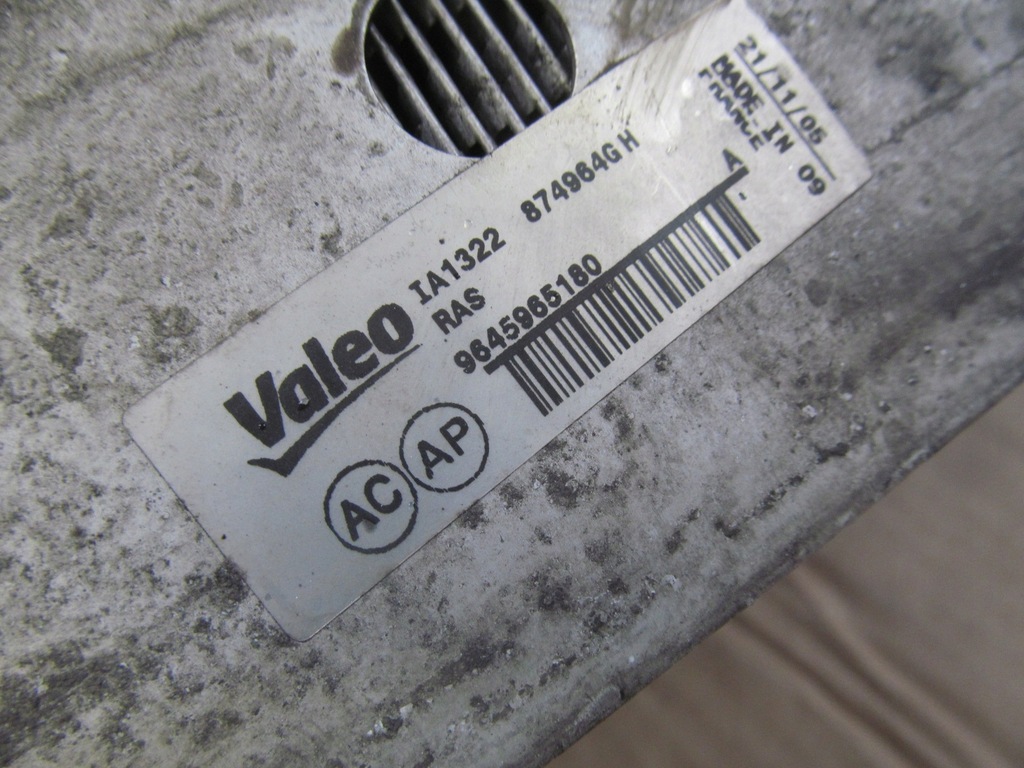 Valeo
IA1322 874964G H
RAS
9645965180
A
AC AP
21/11/05
MADE IN 09
FRANCE